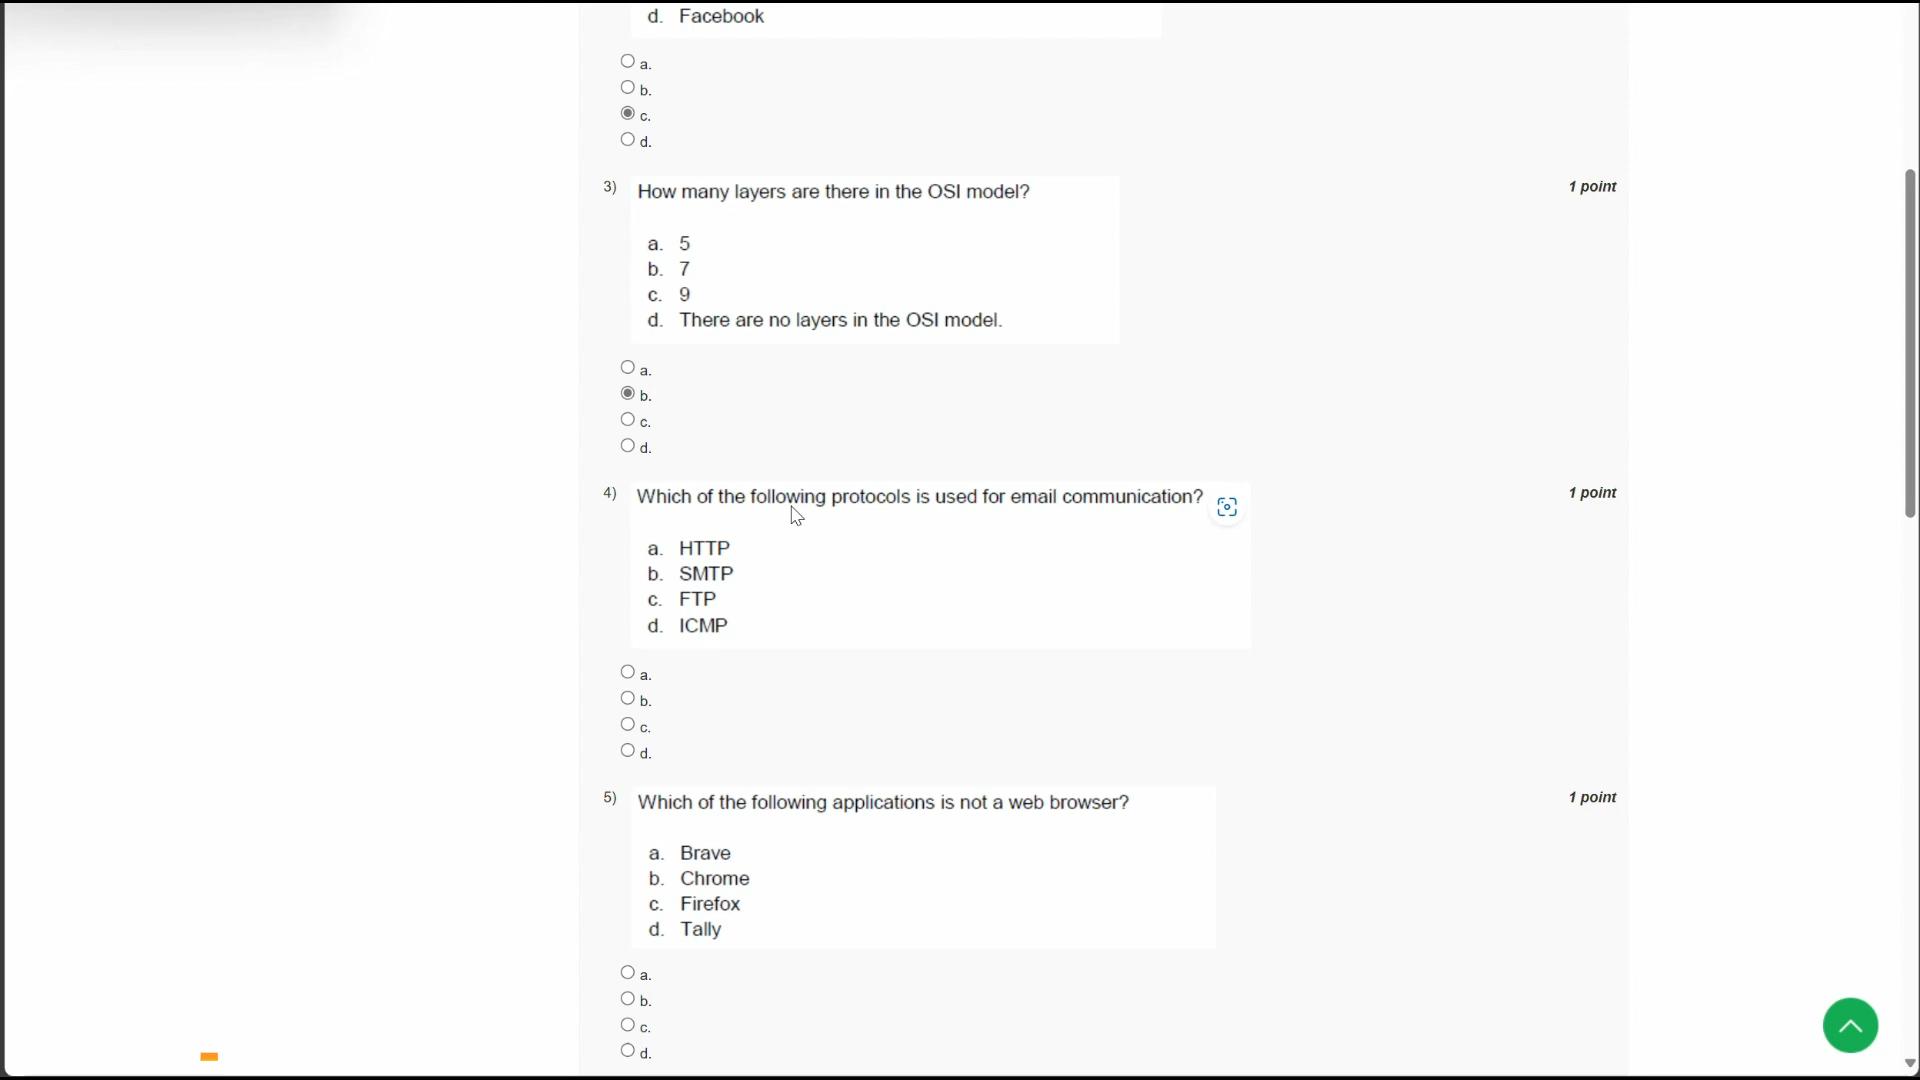 d. Facebook
a.
b.
c.
d.
3) How many layers are there in the OSI model? 1 point
a. 5
b. 7
c. 9
d. There are no layers in the OSI model.
a.
b.
c.
d.
4) Which of the following protocols is used for email communication? 1 point
a. HTTP
b. SMTP
c. FTP
d. ICMP
a.
b.
c.
d.
5) Which of the following applications is not a web browser? 1 point
a. Brave
b. Chrome
c. Firefox
d. Tally
a.
b.
c.
d.